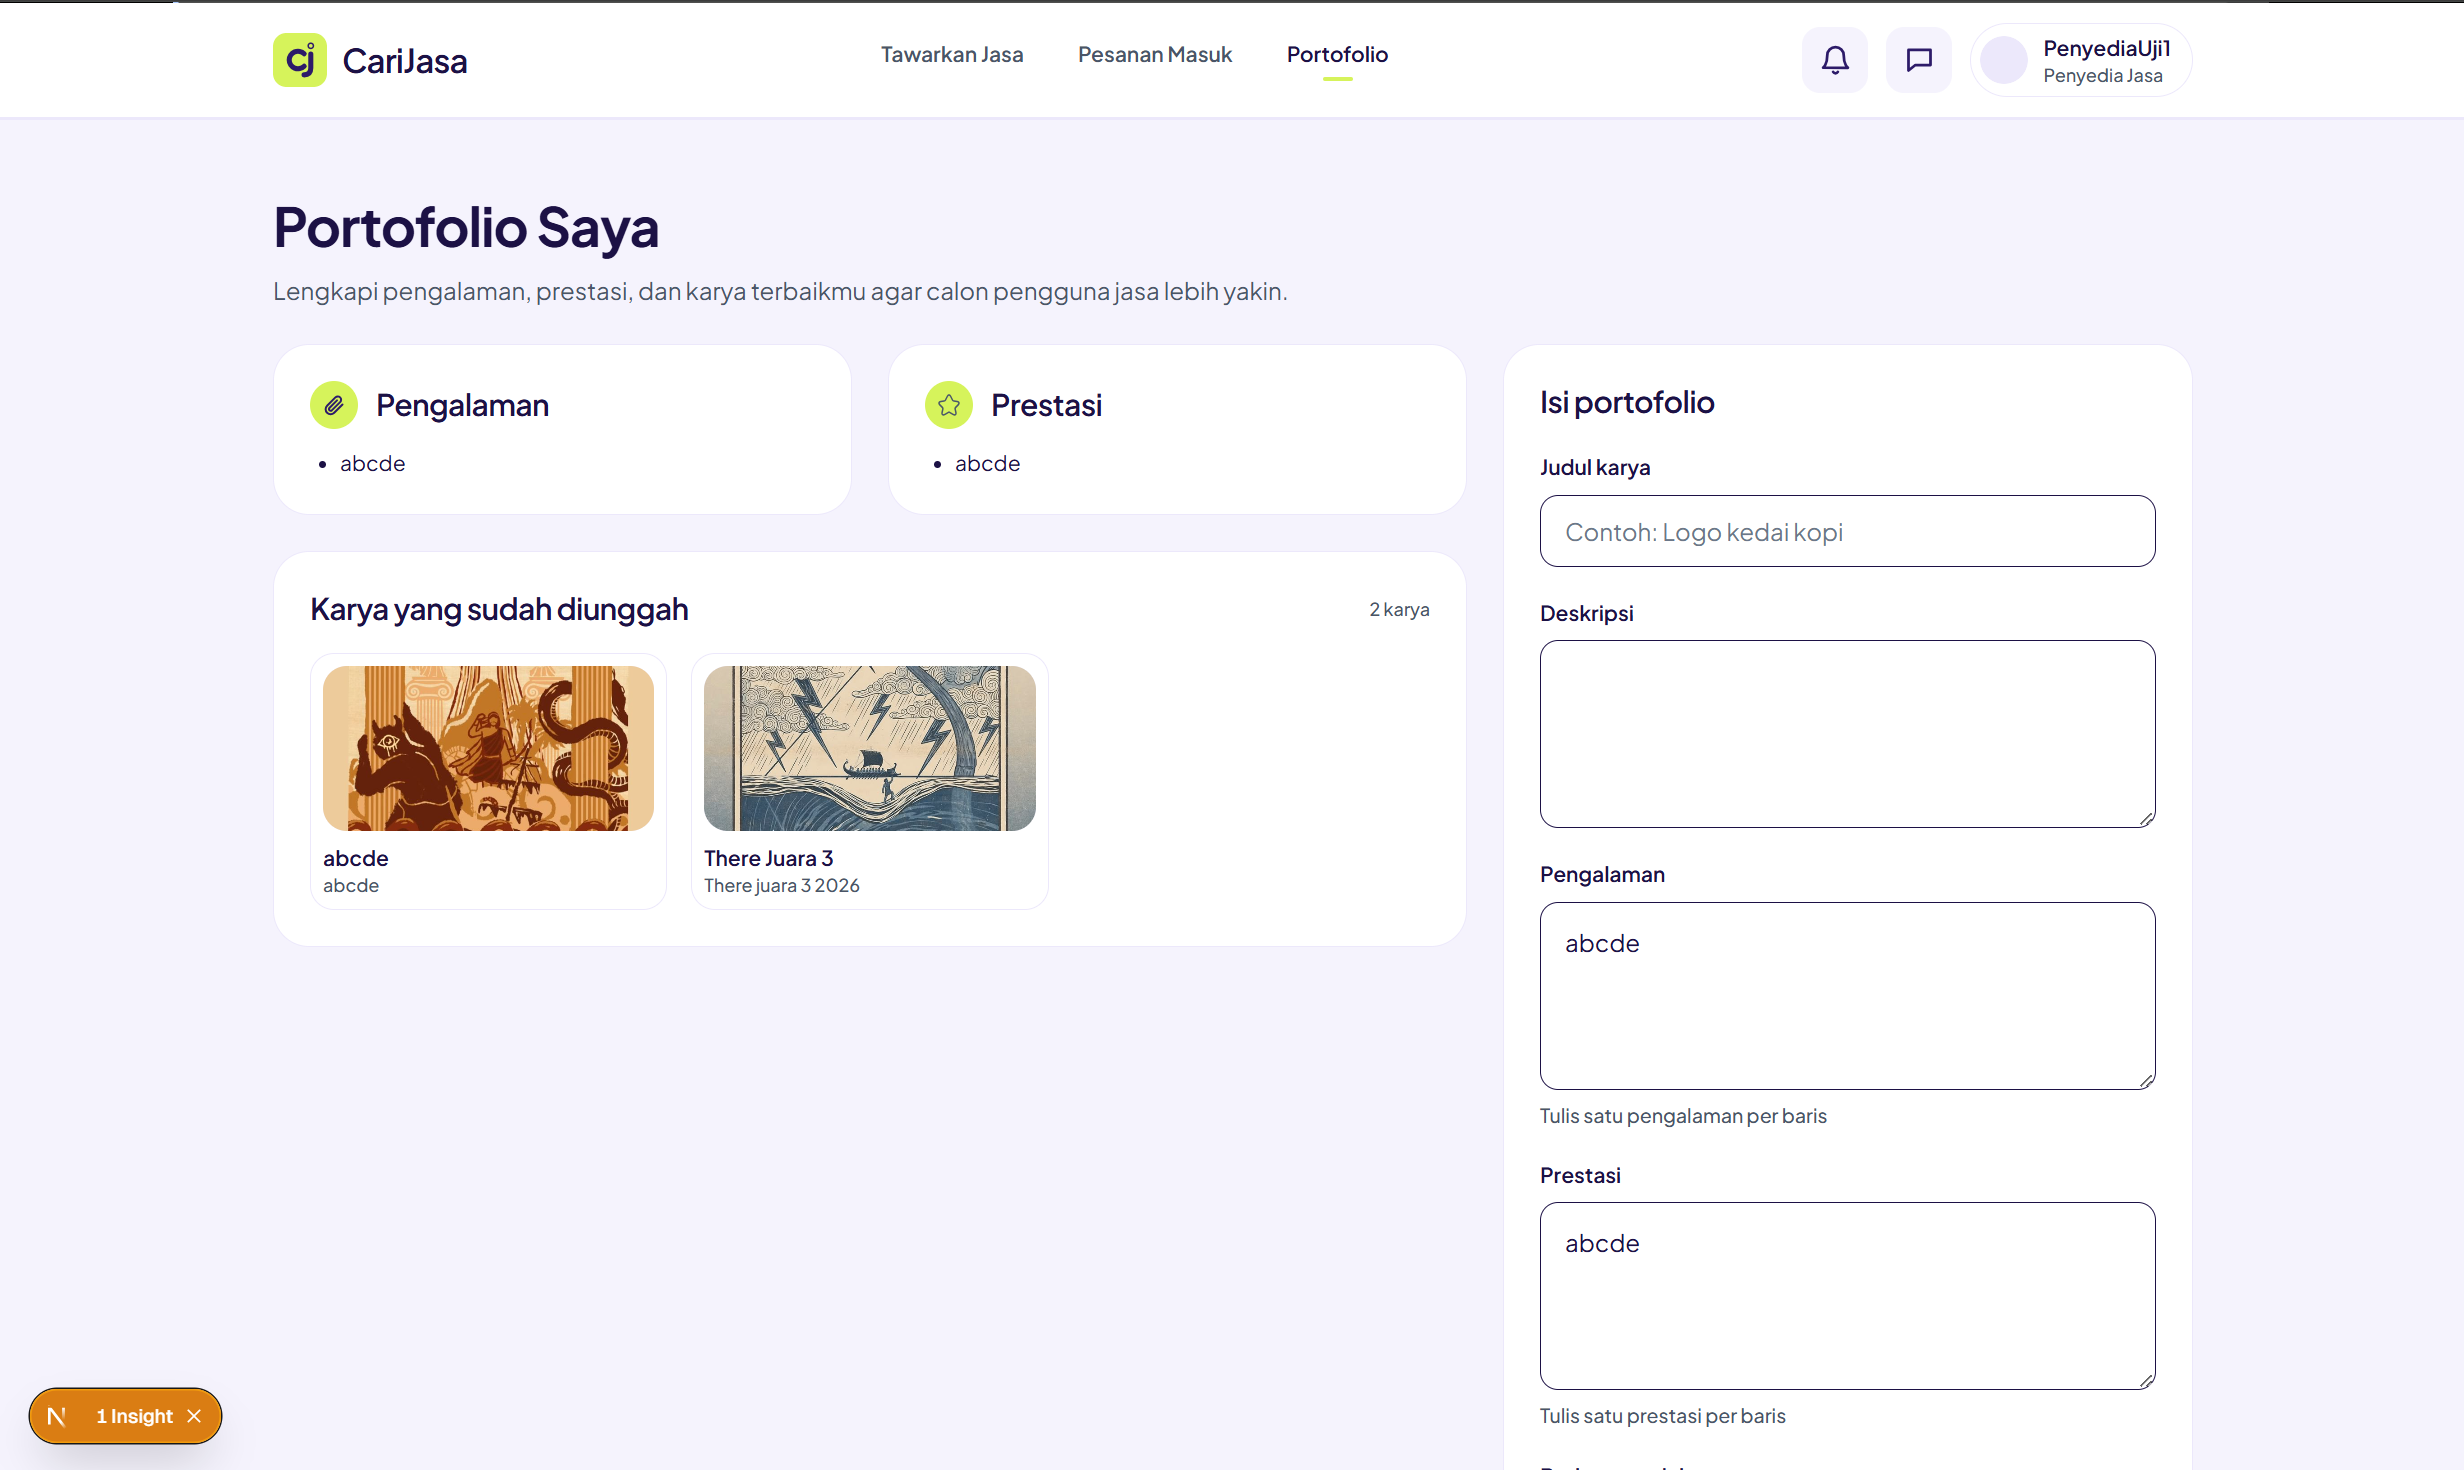 cj CariJasa
Tawarkan Jasa
Pesanan Masuk
Portofolio
PenyediaUji1
Penyedia Jasa
Portofolio Saya
Lengkapi pengalaman, prestasi, dan karya terbaikmu agar calon pengguna jasa lebih yakin.
Pengalaman
• abcde
Prestasi
• abcde
Karya yang sudah diunggah
2 karya
abcde
abcde
There Juara 3
There juara 3 2026
Isi portofolio
Judul karya
Contoh: Logo kedai kopi
Deskripsi
Pengalaman
abcde
Tulis satu pengalaman per baris
Prestasi
abcde
Tulis satu prestasi per baris
N 1 Insight